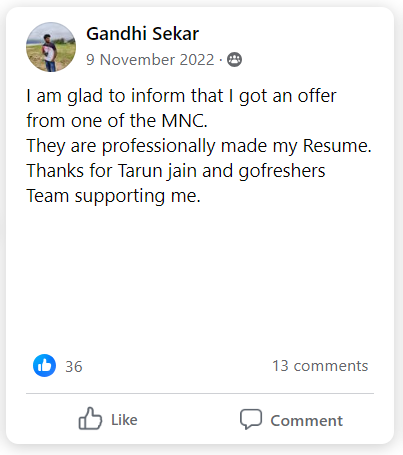 Gandhi Sekar
9 November 2022 ·
I am glad to inform that I got an offer
from one of the MNC.
They are professionally made my Resume.
Thanks for Tarun jain and gofreshers
Team supporting me.
36
13 comments
Like
Comment